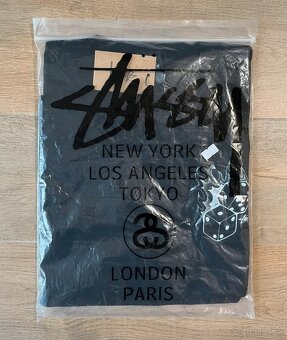 Stüssy
NEW YORK
LOS ANGELES
TOKYO
LONDON
PARIS